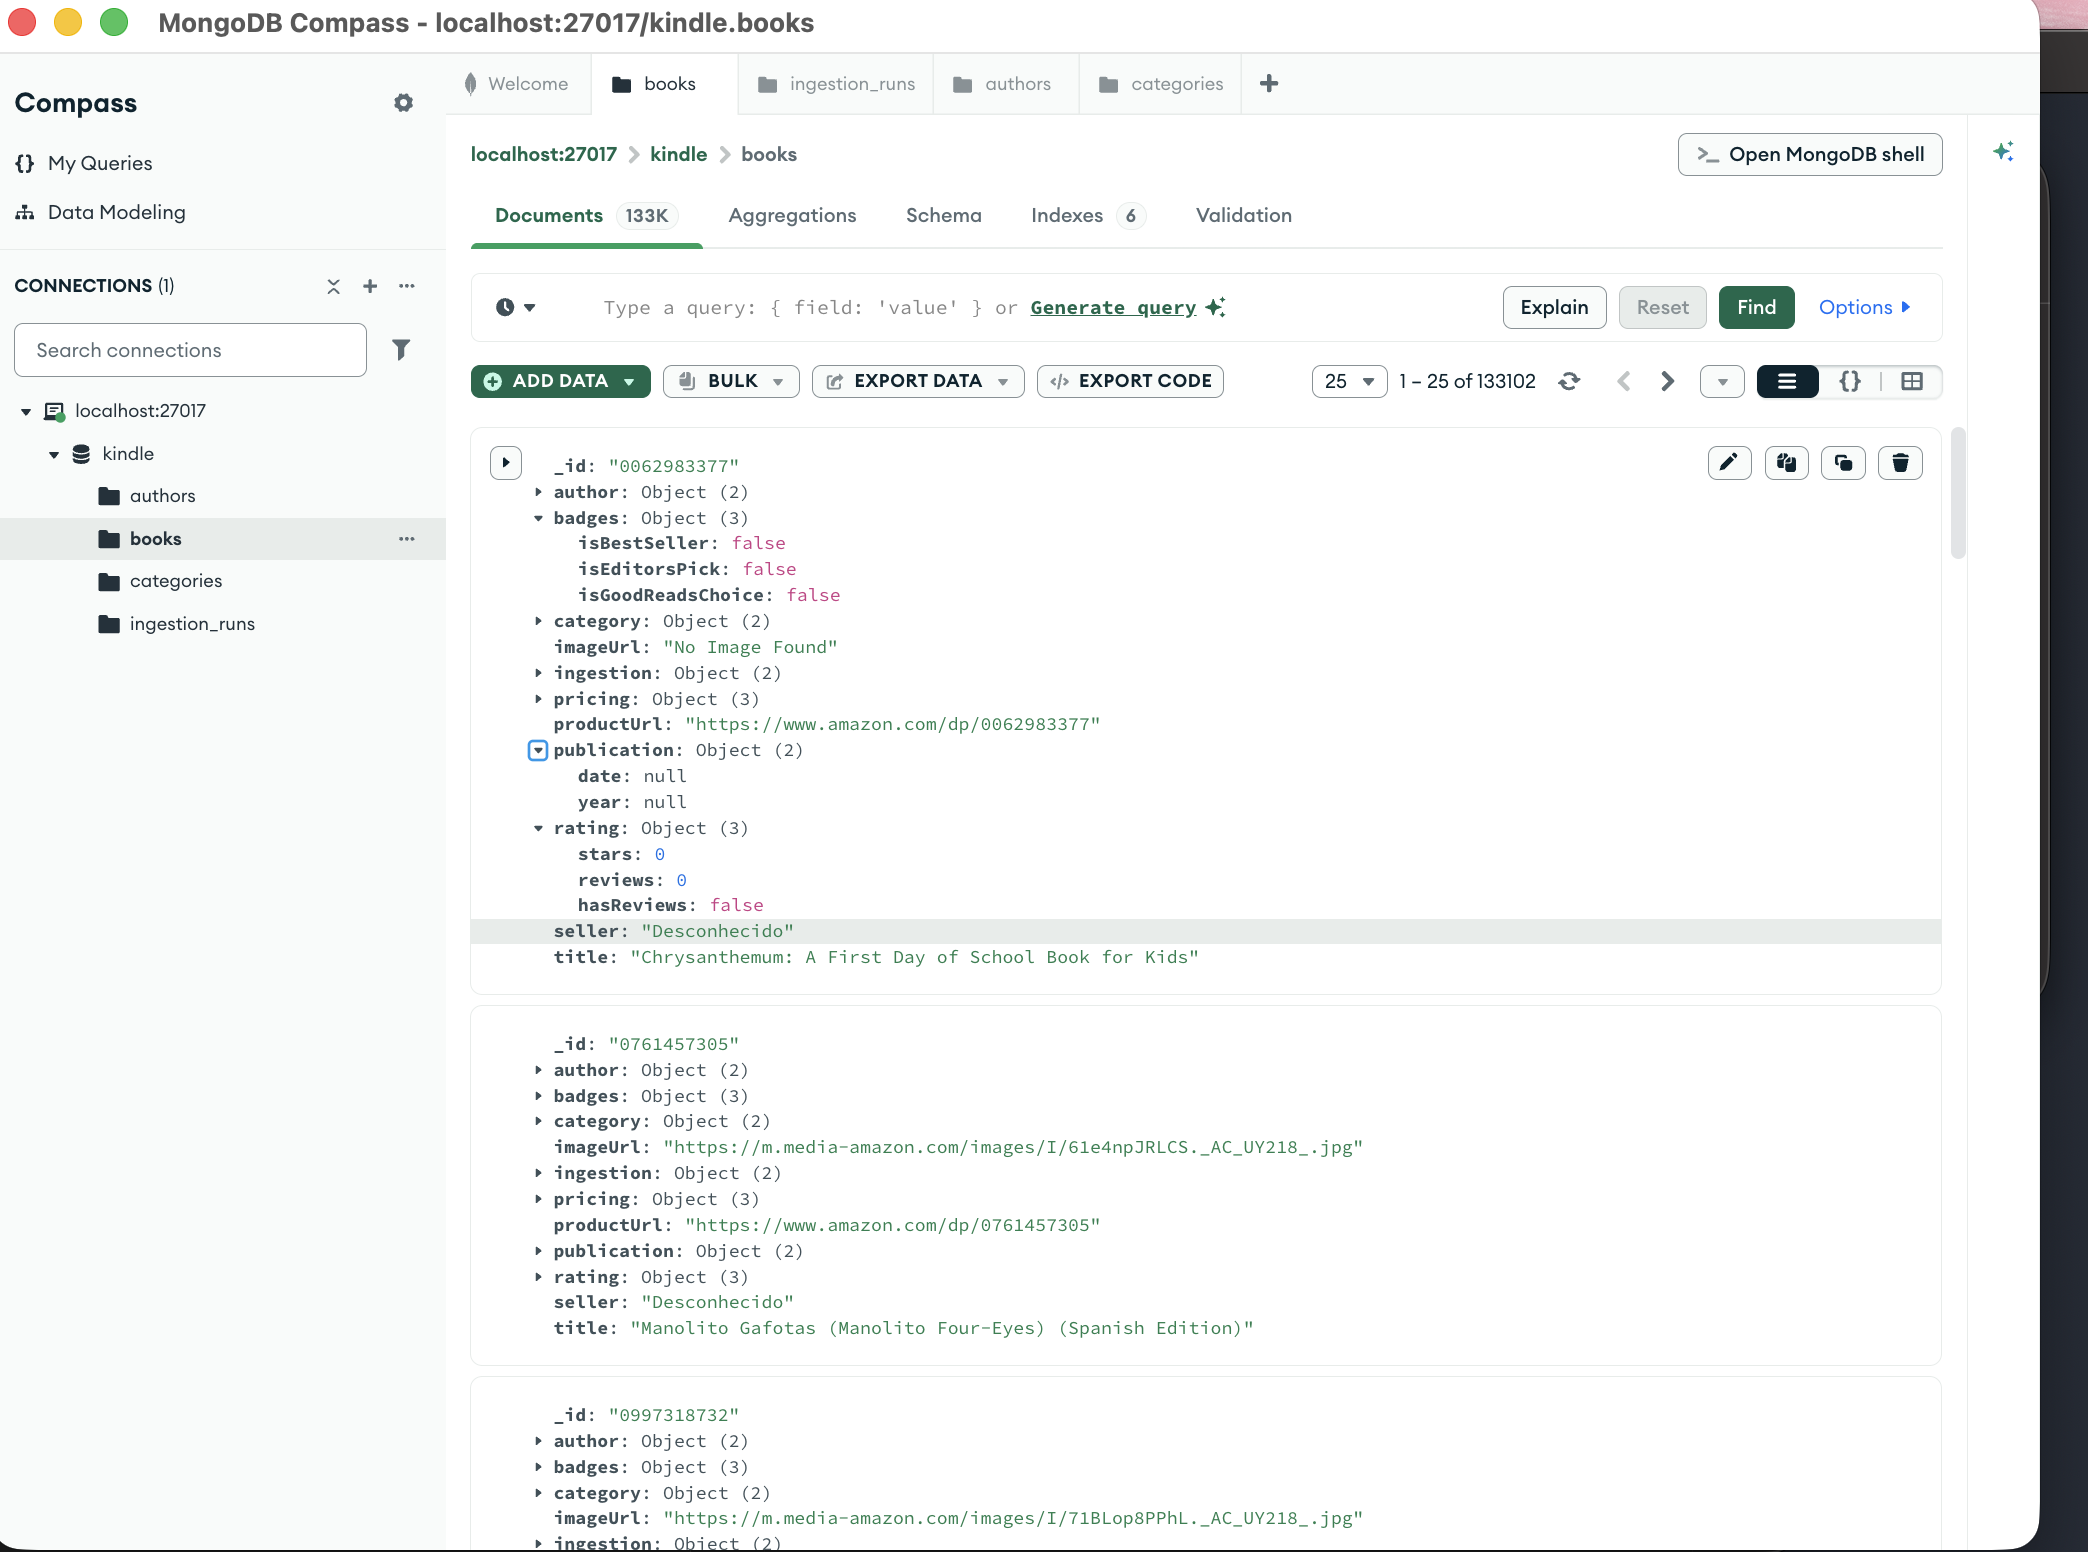 MongoDB Compass - localhost:27017/kindle.books
Compass
{} My Queries
Data Modeling
CONNECTIONS (1)
Search connections
localhost:27017
kindle
authors
books
categories
ingestion_runs
Welcome
books
ingestion_runs
authors
categories
localhost:27017 > kindle > books
>_ Open MongoDB shell
Documents 133K
Aggregations
Schema
Indexes 6
Validation
Type a query: { field: 'value' } or Generate query
Explain
Reset
Find
Options
ADD DATA
BULK
EXPORT DATA
</> EXPORT CODE
25
1 – 25 of 133102
{}
_id: "0062983377"
author: Object (2)
badges: Object (3)
isBestSeller: false
isEditorsPick: false
isGoodReadsChoice: false
category: Object (2)
imageUrl: "No Image Found"
ingestion: Object (2)
pricing: Object (3)
productUrl: "https://www.amazon.com/dp/0062983377"
publication: Object (2)
date: null
year: null
rating: Object (3)
stars: 0
reviews: 0
hasReviews: false
seller: "Desconhecido"
title: "Chrysanthemum: A First Day of School Book for Kids"
_id: "0761457305"
author: Object (2)
badges: Object (3)
category: Object (2)
imageUrl: "https://m.media-amazon.com/images/I/61e4npJRLCS._AC_UY218_.jpg"
ingestion: Object (2)
pricing: Object (3)
productUrl: "https://www.amazon.com/dp/0761457305"
publication: Object (2)
rating: Object (3)
seller: "Desconhecido"
title: "Manolito Gafotas (Manolito Four-Eyes) (Spanish Edition)"
_id: "0997318732"
author: Object (2)
badges: Object (3)
category: Object (2)
imageUrl: "https://m.media-amazon.com/images/I/71BLop8PPhL._AC_UY218_.jpg"
ingestion: Object (2)